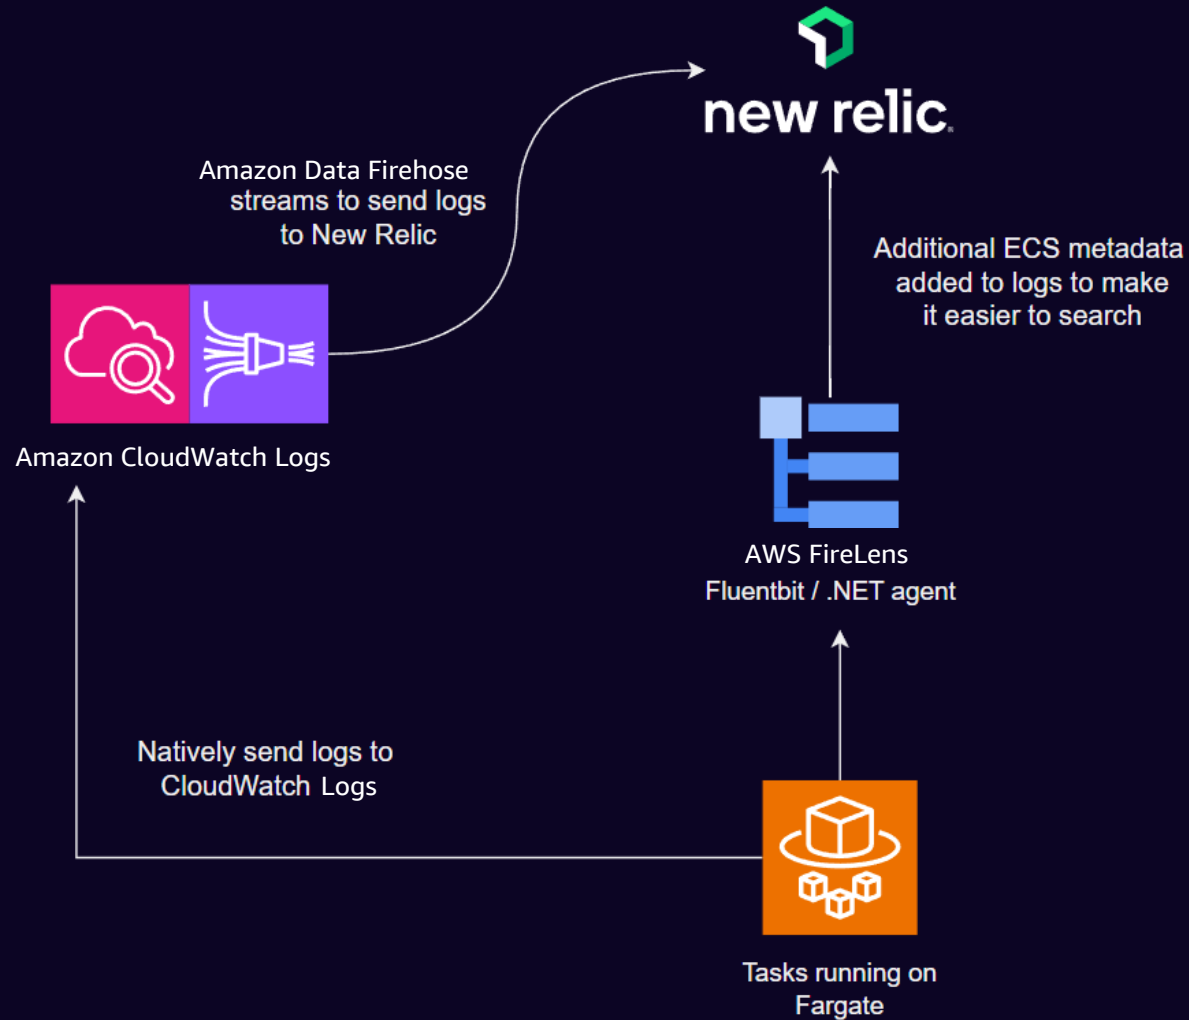 new relic.
Amazon Data Firehose
streams to send logs
to New Relic
Additional ECS metadata
added to logs to make
it easier to search
Amazon CloudWatch Logs
AWS FireLens
Fluentbit / .NET agent
Natively send logs to
CloudWatch Logs
Tasks running on
Fargate